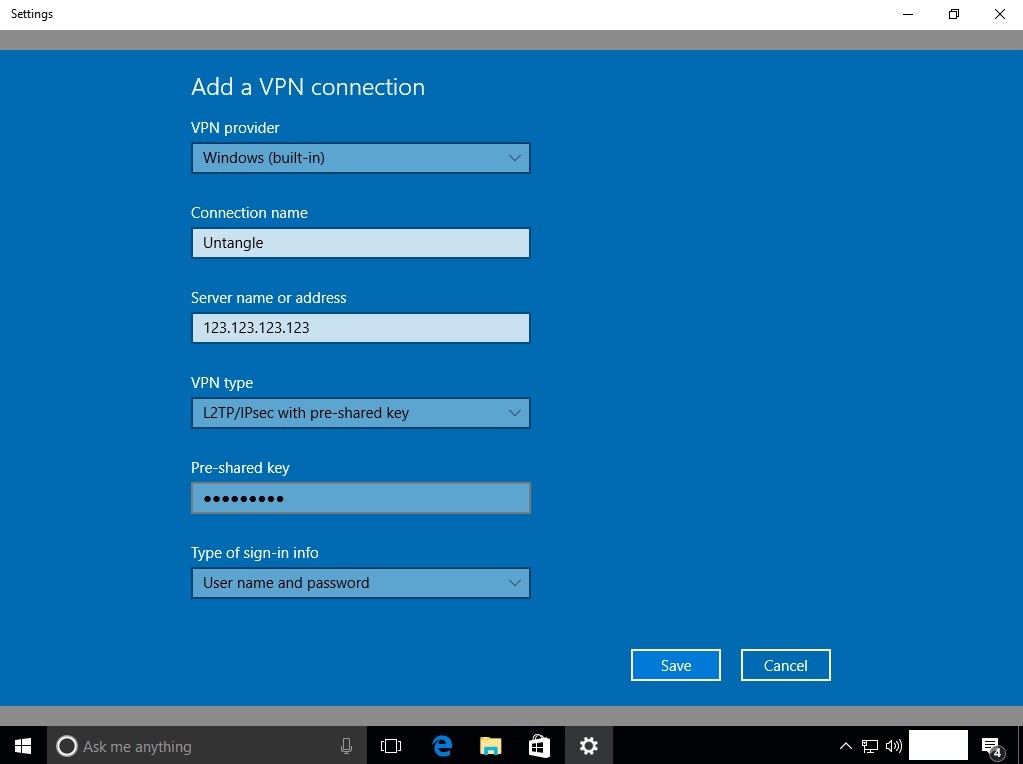 Settings
Add a VPN connection
VPN provider
Windows (built-in)
Connection name
Untangle
Server name or address
123.123.123.123
VPN type
L2TP/IPsec with pre-shared key
Pre-shared key
●●●●●●●●●
Type of sign-in info
User name and password
Save Cancel
Ask me anything
4